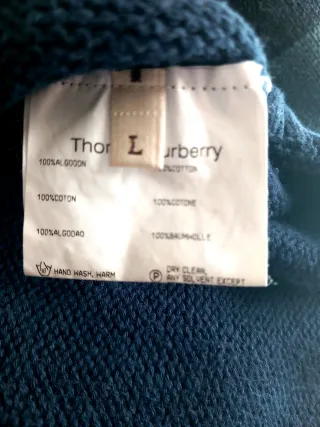 Thor urberry
L
100%ALGODON 100%COTTON
100%COTON 100%COTONE
100%ALGODAO 100%BAUMWOLLE
HAND WASH, WARM
P DRY CLEAN,
ANY SOLVENT EXCEPT